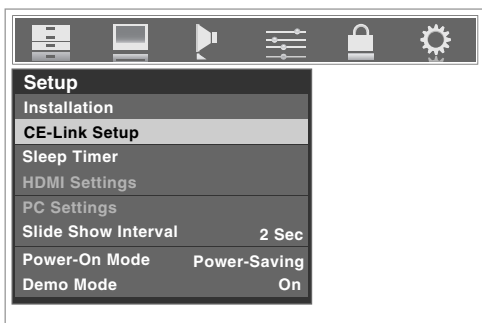 Setup
Installation
CE-Link Setup
Sleep Timer
HDMI Settings
PC Settings
Slide Show Interval 2 Sec
Power-On Mode Power-Saving
Demo Mode On